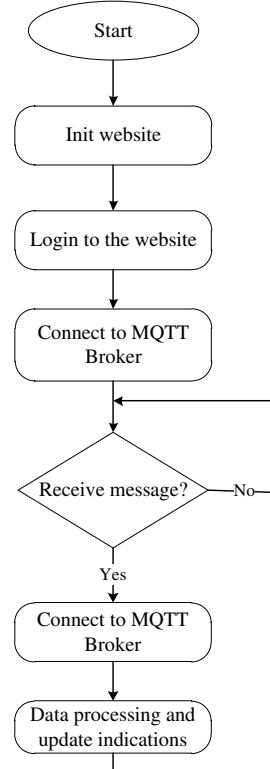 Start
Init website
Login to the website
Connect to MQTT
Broker
Receive message?
No
Yes
Connect to MQTT
Broker
Data processing and
update indications